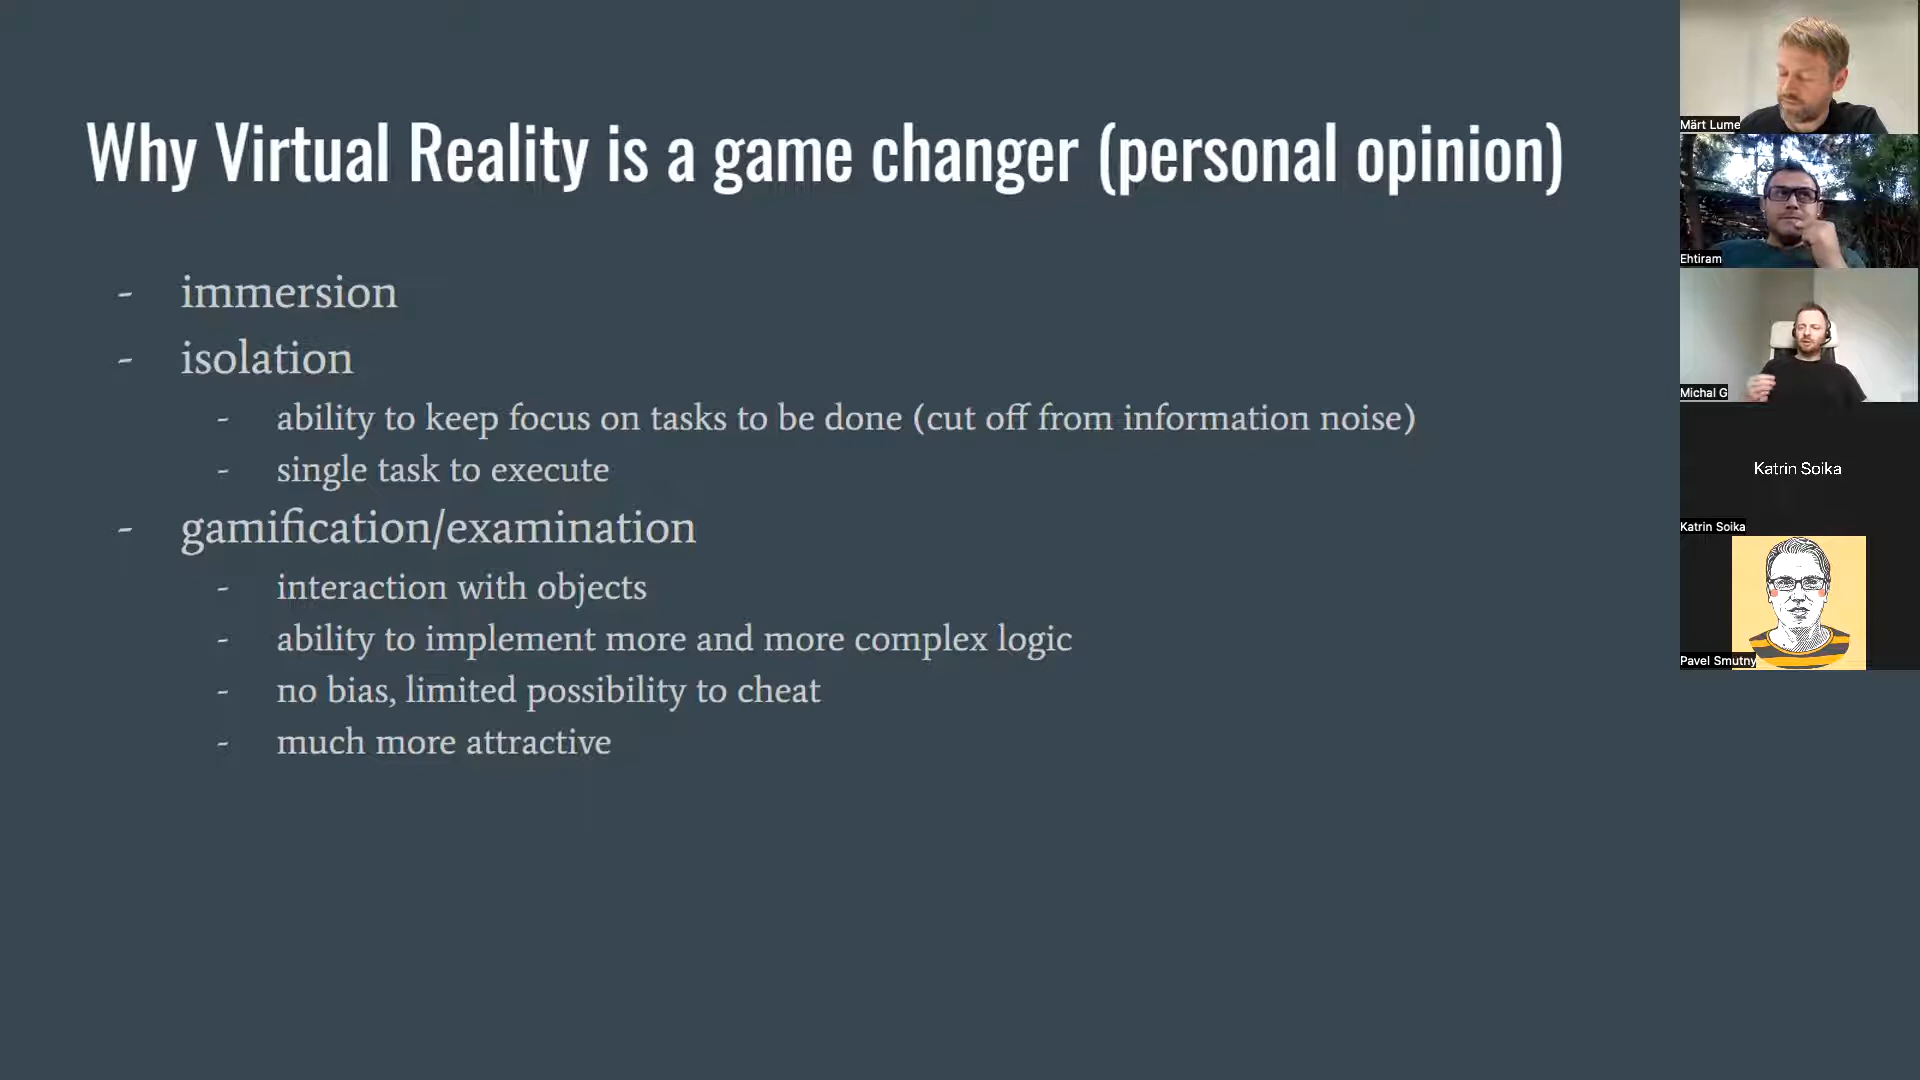 Why Virtual Reality is a game changer (personal opinion)
- immersion
- isolation
- ability to keep focus on tasks to be done (cut off from information noise)
- single task to execute
- gamification/examination
- interaction with objects
- ability to implement more and more complex logic
- no bias, limited possibility to cheat
- much more attractive
Märt Lume
Ehtiram
Michal G
Katrin Soika
Katrin Soika
Pavel Smutny